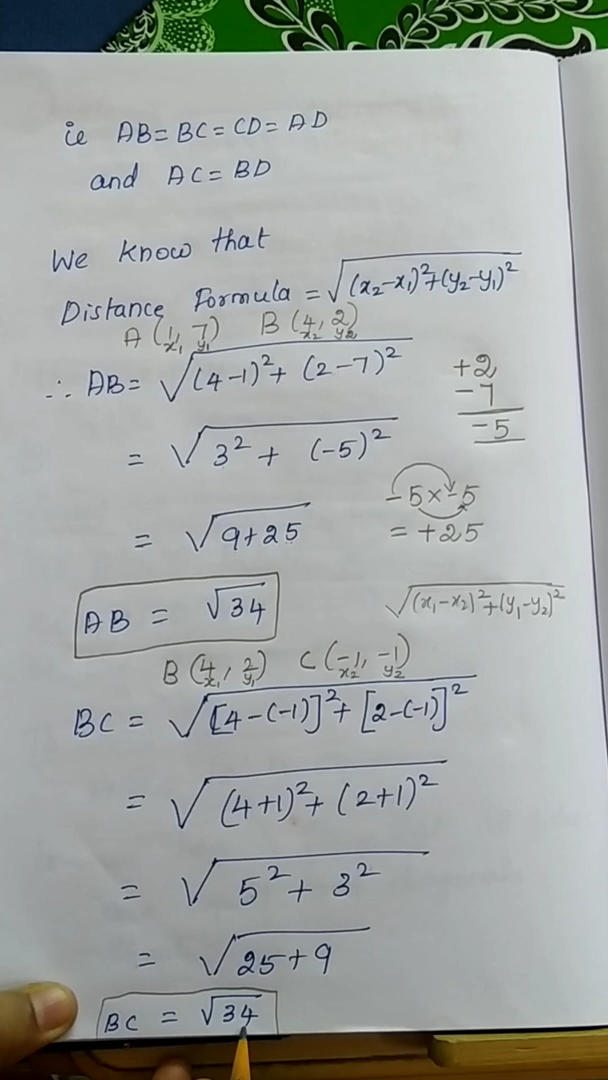 ie AB = BC = CD = AD
and AC = BD
We know that
Distance Formula = √(x₂-x₁)²+(y₂-y₁)²
A (1, 7) B (4, 2)
x₁ y₁ x₂ y₂
∴ AB = √(4-1)² + (2-7)²
+2
-7
-5
= √3² + (-5)²
-5×-5
= √9+25
= +25
AB = √34
√(x₁-x₂)²+(y₁-y₂)²
B (4, 2) C (-1, -1)
x₁ y₁ x₂ y₂
BC = √[4-(-1)]² + [2-(-1)]²
= √(4+1)² + (2+1)²
= √5² + 3²
= √25+9
BC = √34